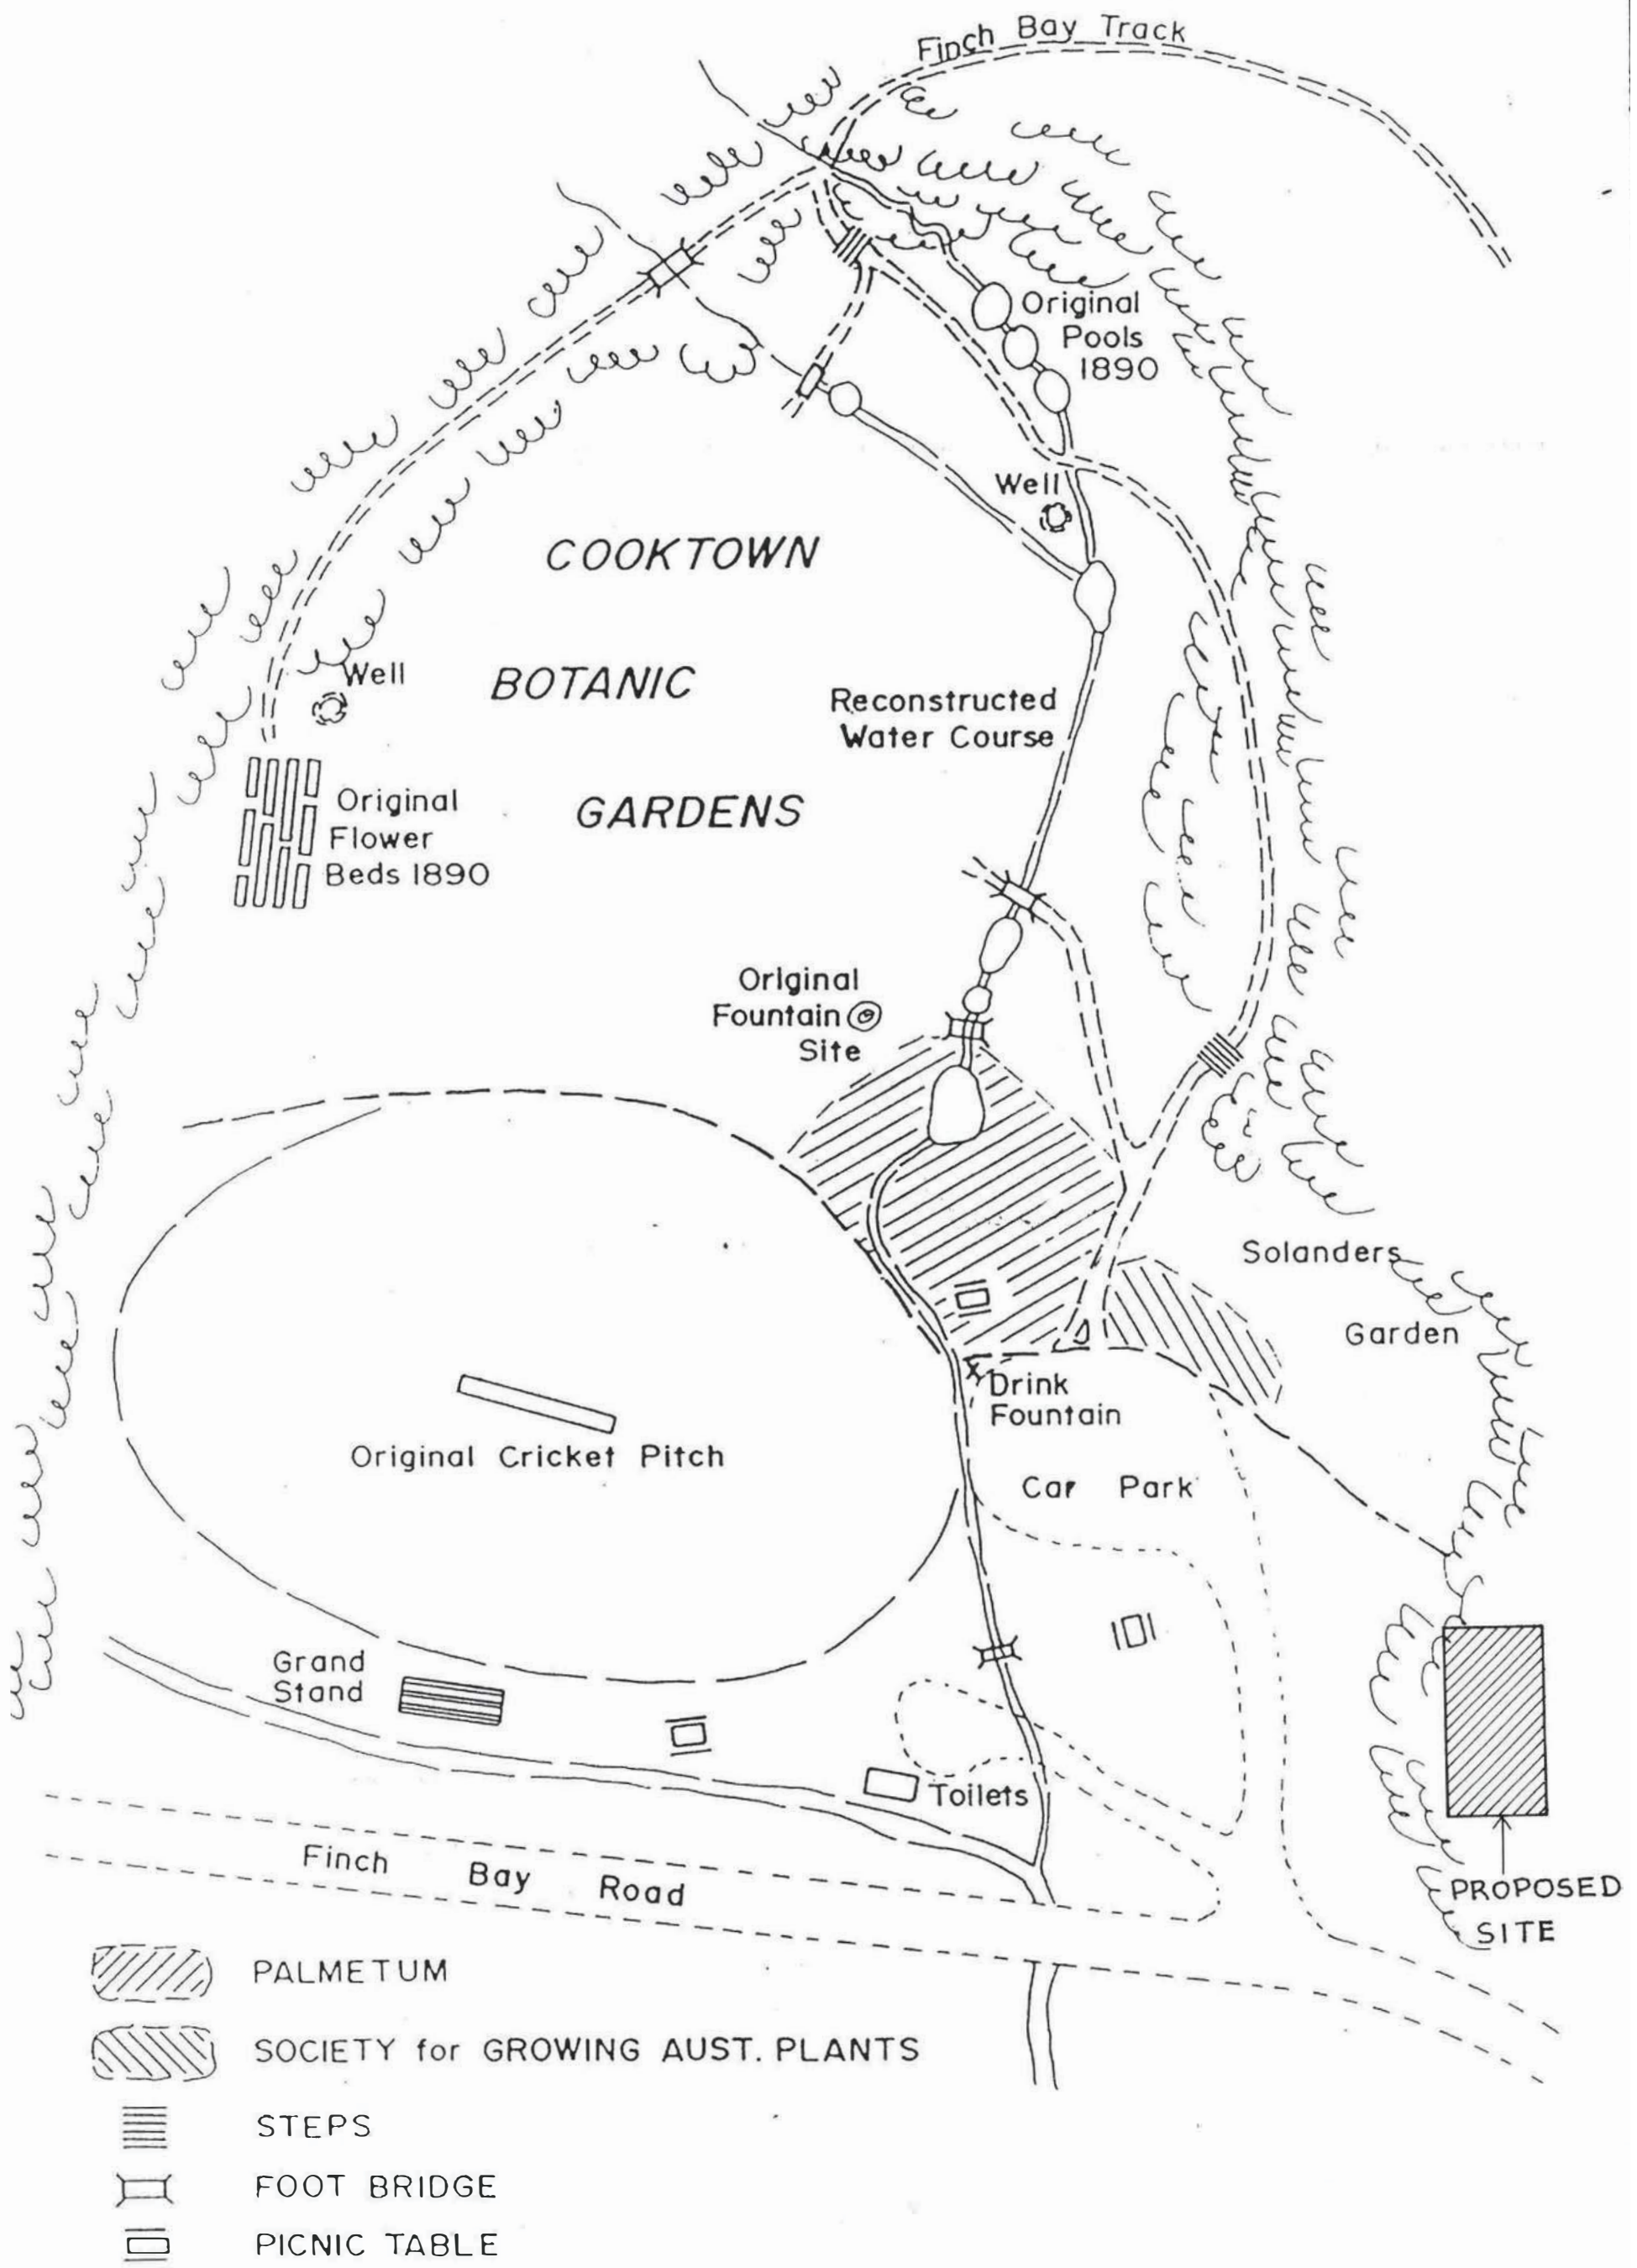 Finch Bay Track
Original
Pools
1890
Well
COOKTOWN
Well
BOTANIC
Reconstructed
Water Course
Original
Flower
Beds 1890
GARDENS
Original
Fountain
Site
Solanders
Garden
Drink
Fountain
Original Cricket Pitch
Car Park
Grand
Stand
Toilets
Finch Bay Road
PROPOSED
SITE
PALMETUM
SOCIETY for GROWING AUST. PLANTS
STEPS
FOOT BRIDGE
PICNIC TABLE